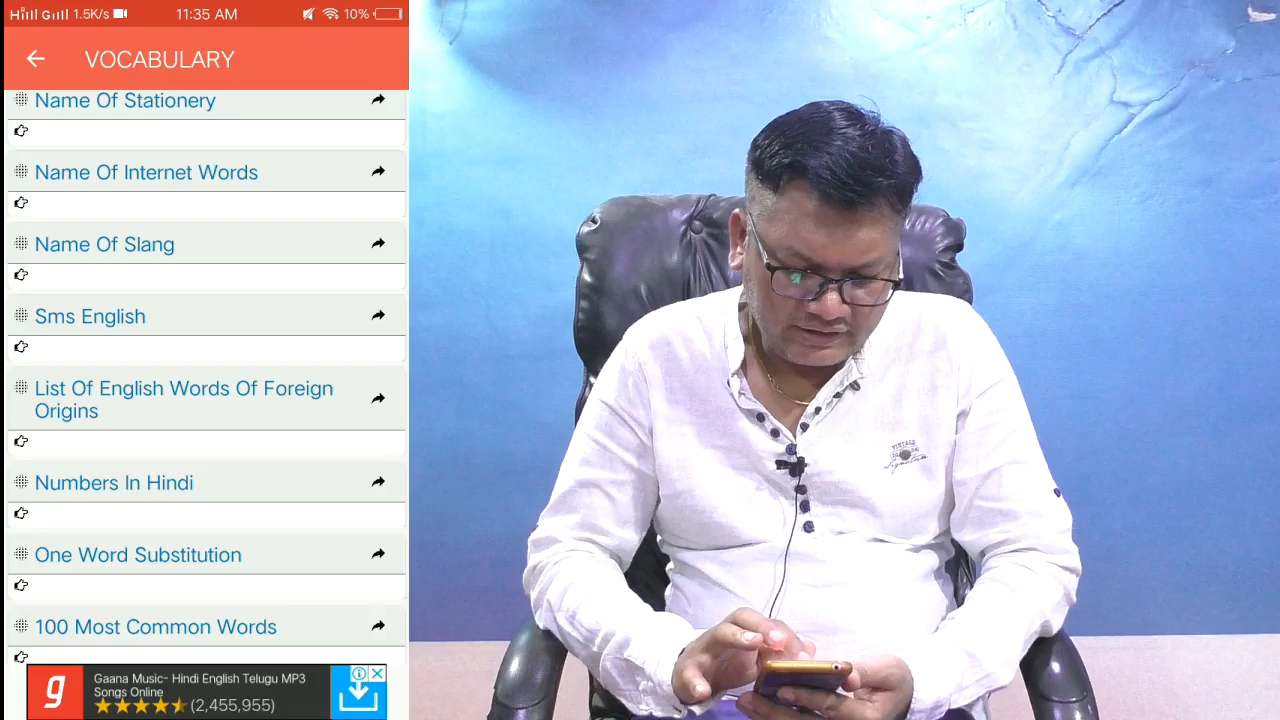 11:35 AM
1.5K/s
10%
VOCABULARY
Name Of Stationery
Name Of Internet Words
Name Of Slang
Sms English
List Of English Words Of Foreign
Origins
Numbers In Hindi
One Word Substitution
100 Most Common Words
Gaana Music- Hindi English Telugu MP3
Songs Online
(2,455,955)
VINTAGE
Signature